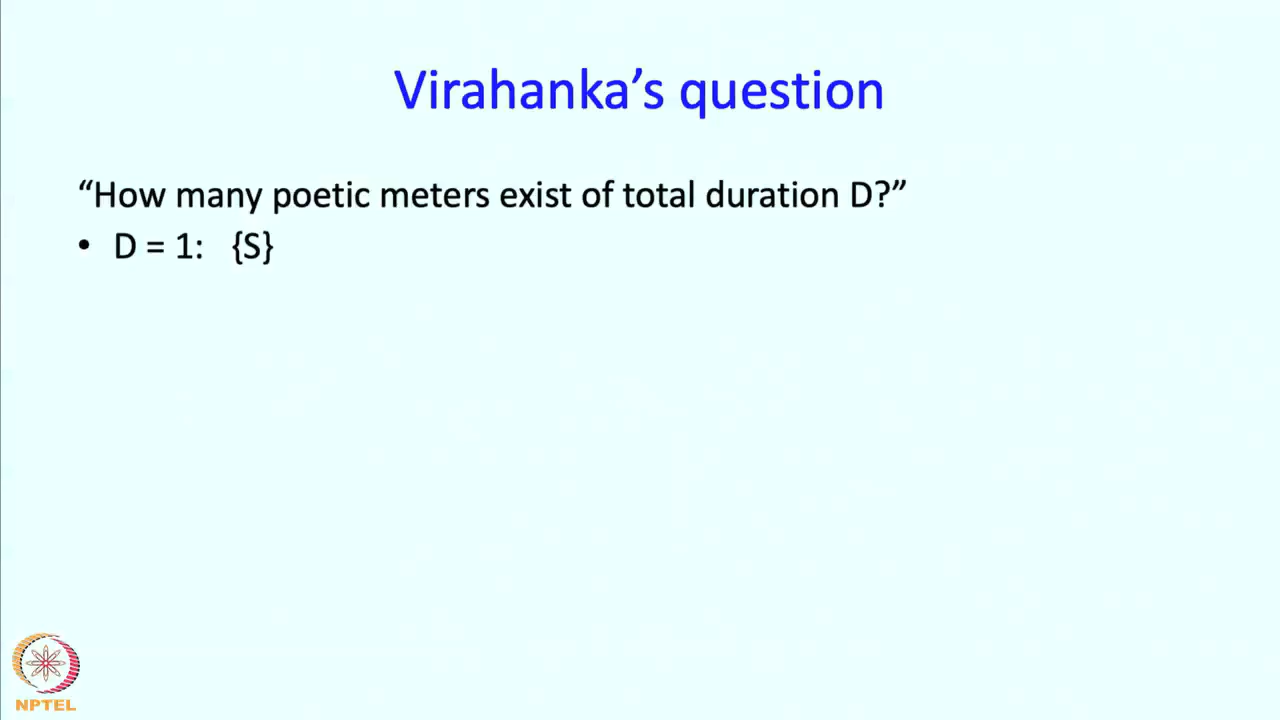 Virahanka’s question
“How many poetic meters exist of total duration D?”
• D = 1: {S}
NPTEL